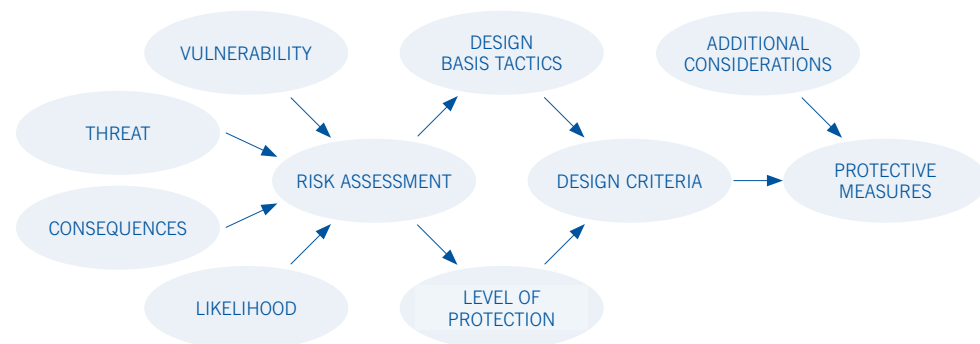 VULNERABILITY
DESIGN
BASIS TACTICS
ADDITIONAL
CONSIDERATIONS
THREAT
RISK ASSESSMENT
DESIGN CRITERIA
PROTECTIVE
MEASURES
CONSEQUENCES
LIKELIHOOD
LEVEL OF
PROTECTION